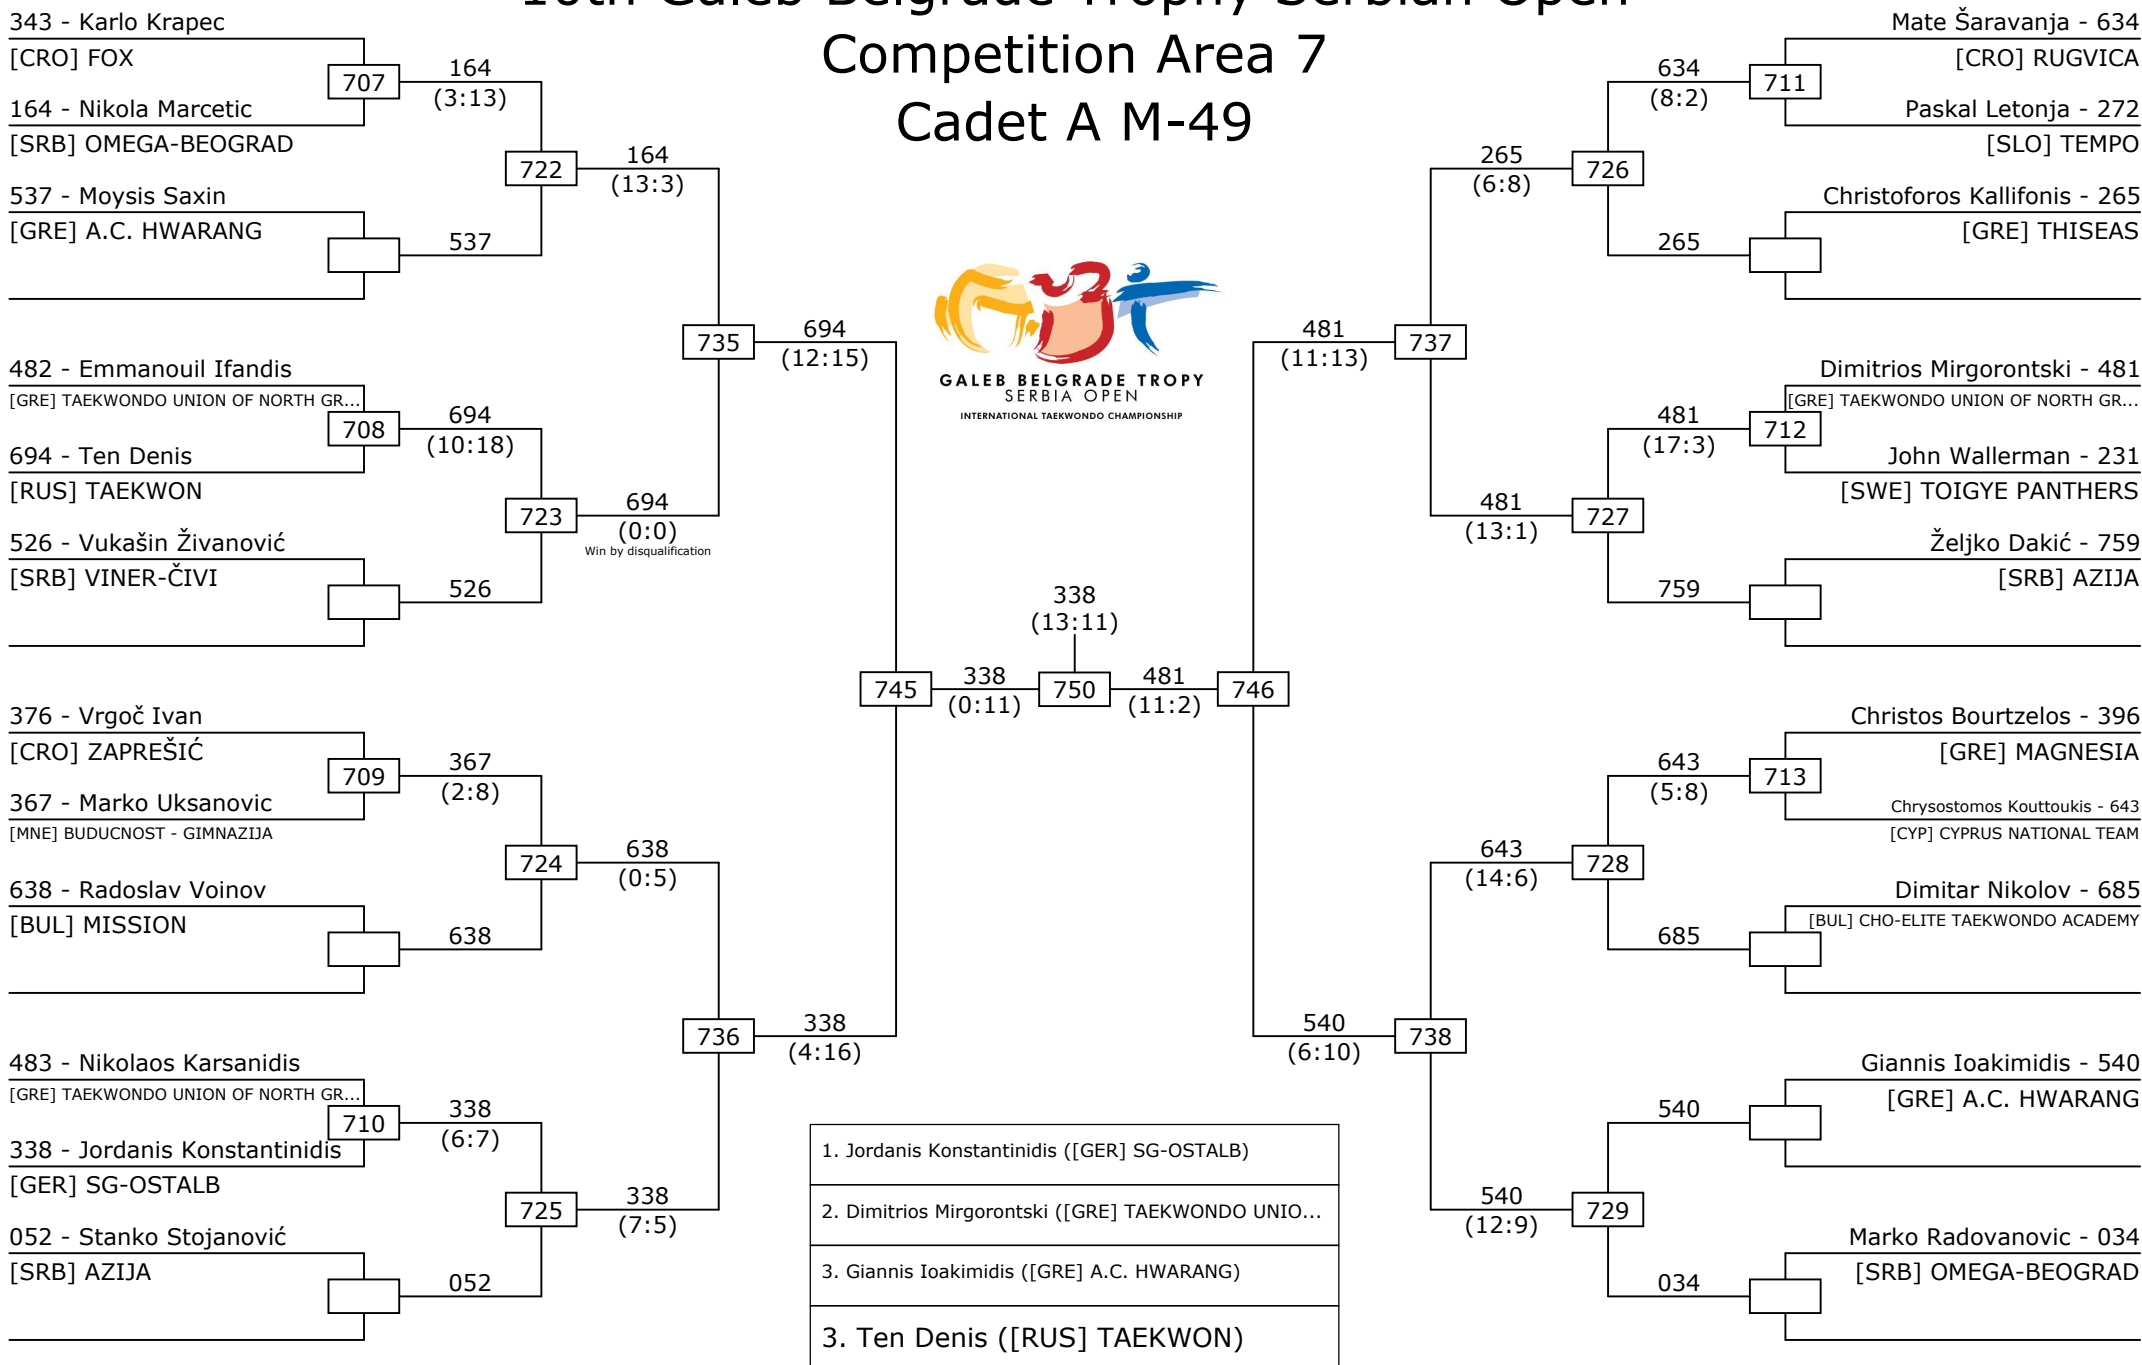 10th Galeb Belgrade Trophy Serbian Open
Competition Area 7
Cadet A M-49
343 - Karlo Krapec
[CRO] FOX
707
164
(3:13)
164 - Nikola Marcetic
[SRB] OMEGA-BEOGRAD
722
164
(13:3)
537 - Moysis Saxin
[GRE] A.C. HWARANG
537
735
694
(12:15)
482 - Emmanouil Ifandis
[GRE] TAEKWONDO UNION OF NORTH GR...
708
694
(10:18)
694 - Ten Denis
[RUS] TAEKWON
723
694
(0:0)
Win by disqualification
526 - Vukašin Živanović
[SRB] VINER-ČIVI
526
745
338
(0:11)
376 - Vrgoč Ivan
[CRO] ZAPREŠIĆ
709
367
(2:8)
367 - Marko Uksanovic
[MNE] BUDUCNOST - GIMNAZIJA
724
638
(0:5)
638 - Radoslav Voinov
[BUL] MISSION
638
736
338
(4:16)
483 - Nikolaos Karsanidis
[GRE] TAEKWONDO UNION OF NORTH GR...
710
338
(6:7)
338 - Jordanis Konstantinidis
[GER] SG-OSTALB
725
338
(7:5)
052 - Stanko Stojanović
[SRB] AZIJA
052
GALEB BELGRADE TROPY
SERBIA OPEN
INTERNATIONAL TAEKWONDO CHAMPIONSHIP
338
(13:11)
750
481
(11:2)
746
Mate Šaravanja - 634
[CRO] RUGVICA
634
(8:2)
711
Paskal Letonja - 272
[SLO] TEMPO
265
(6:8)
726
Christoforos Kallifonis - 265
[GRE] THISEAS
265
481
(11:13)
737
Dimitrios Mirgorontski - 481
[GRE] TAEKWONDO UNION OF NORTH GR...
481
(17:3)
712
John Wallerman - 231
[SWE] TOIGYE PANTHERS
481
(13:1)
727
Željko Dakić - 759
[SRB] AZIJA
759
Christos Bourtzelos - 396
[GRE] MAGNESIA
643
(5:8)
713
Chrysostomos Kouttoukis - 643
[CYP] CYPRUS NATIONAL TEAM
643
(14:6)
728
Dimitar Nikolov - 685
[BUL] CHO-ELITE TAEKWONDO ACADEMY
685
540
(6:10)
738
Giannis Ioakimidis - 540
[GRE] A.C. HWARANG
540
540
(12:9)
729
Marko Radovanovic - 034
[SRB] OMEGA-BEOGRAD
034
1. Jordanis Konstantinidis ([GER] SG-OSTALB)
2. Dimitrios Mirgorontski ([GRE] TAEKWONDO UNIO...
3. Giannis Ioakimidis ([GRE] A.C. HWARANG)
3. Ten Denis ([RUS] TAEKWON)